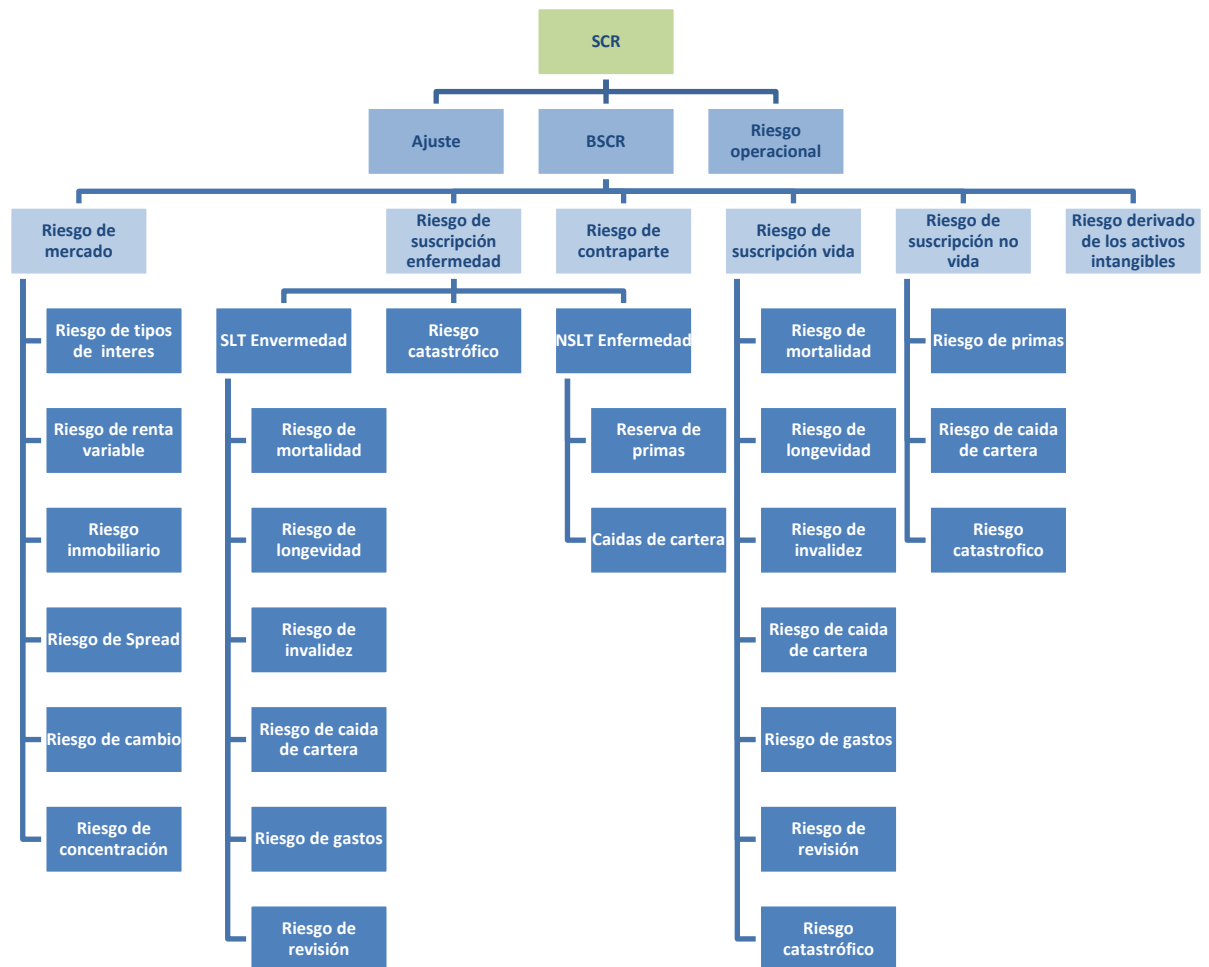 SCR
Ajuste
BSCR
Riesgo
operacional
Riesgo de
mercado
Riesgo de
suscripción
enfermedad
Riesgo de
contraparte
Riesgo de
suscripción vida
Riesgo de
suscripción no
vida
Riesgo derivado
de los activos
intangibles
Riesgo de tipos
de interes
Riesgo de renta
variable
Riesgo
inmobiliario
Riesgo de Spread
Riesgo de cambio
Riesgo de
concentración
SLT Envermedad
Riesgo de
mortalidad
Riesgo de
longevidad
Riesgo de
invalidez
Riesgo de caida
de cartera
Riesgo de gastos
Riesgo de
revisión
Riesgo
catastrófico
NSLT Enfermedad
Reserva de
primas
Caidas de cartera
Riesgo de
mortalidad
Riesgo de
longevidad
Riesgo de
invalidez
Riesgo de caida
de cartera
Riesgo de gastos
Riesgo de
revisión
Riesgo
catastrófico
Riesgo de primas
Riesgo de caida
de cartera
Riesgo
catastrofico